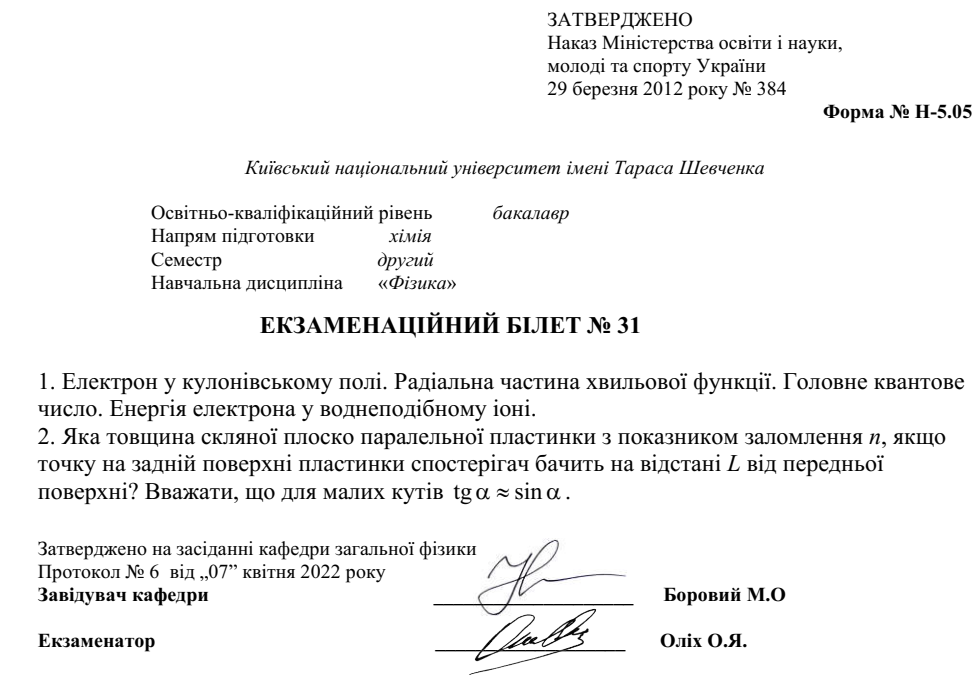 ЗАТВЕРДЖЕНО
Наказ Міністерства освіти і науки,
молоді та спорту України
29 березня 2012 року № 384
Форма № Н-5.05
Київський національний університет імені Тараса Шевченка
Освітньо-кваліфікаційний рівень бакалавр
Напрям підготовки хімія
Семестр другий
Навчальна дисципліна «Фізика»
ЕКЗАМЕНАЦІЙНИЙ БІЛЕТ № 31
1. Електрон у кулонівському полі. Радіальна частина хвильової функції. Головне квантове
число. Енергія електрона у воднеподібному іоні.
2. Яка товщина скляної плоско паралельної пластинки з показником заломлення n, якщо
точку на задній поверхні пластинки спостерігач бачить на відстані L від передньої
поверхні? Вважати, що для малих кутів tg α ≈ sin α .
Затверджено на засіданні кафедри загальної фізики
Протокол № 6 від „07” квітня 2022 року
Завідувач кафедри Боровий М.О
Екзаменатор Оліх О.Я.